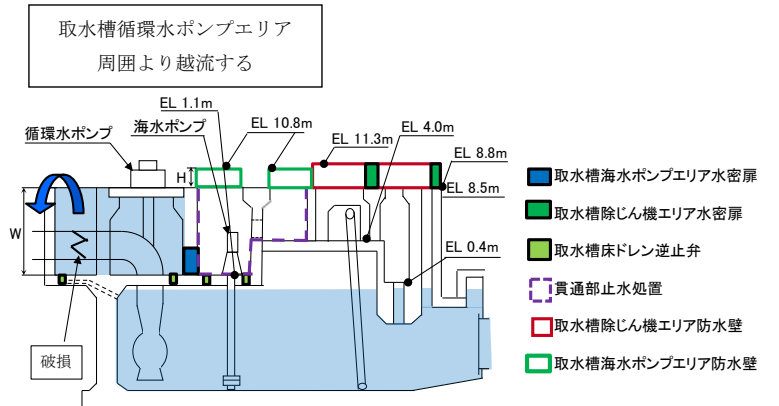 取水槽循環水ポンプエリア
周囲より越流する
EL 1.1m
海水ポンプ
EL 10.8m
循環水ポンプ
EL 11.3m
EL 4.0m
EL 8.8m
EL 8.5m
H
W
EL 0.4m
破損
取水槽海水ポンプエリア水密扉
取水槽除じん機エリア水密扉
取水槽床ドレン逆止弁
貫通部止水処置
取水槽除じん機エリア防水壁
取水槽海水ポンプエリア防水壁